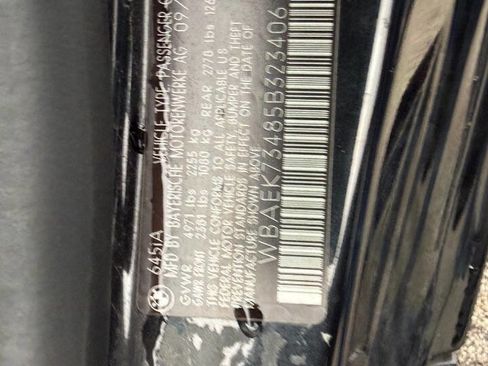 645iA VEHICLE TYPE PASSENGER
MFD BY BAYERISCHE MOTORENWERKE AG 09/
GVWR 4971 lbs 2255 KG
GAWR FRONT 2381 lbs 1080 KG REAR 2778 lbs 126
THIS VEHICLE CONFORMS TO ALL APPLICABLE U.S.
FEDERAL MOTOR VEHICLE SAFETY, BUMPER AND THEFT
PREVENTION STANDARDS IN EFFECT ON THE DATE OF
MANUFACTURE SHOWN ABOVE
WBAEK73485B323406